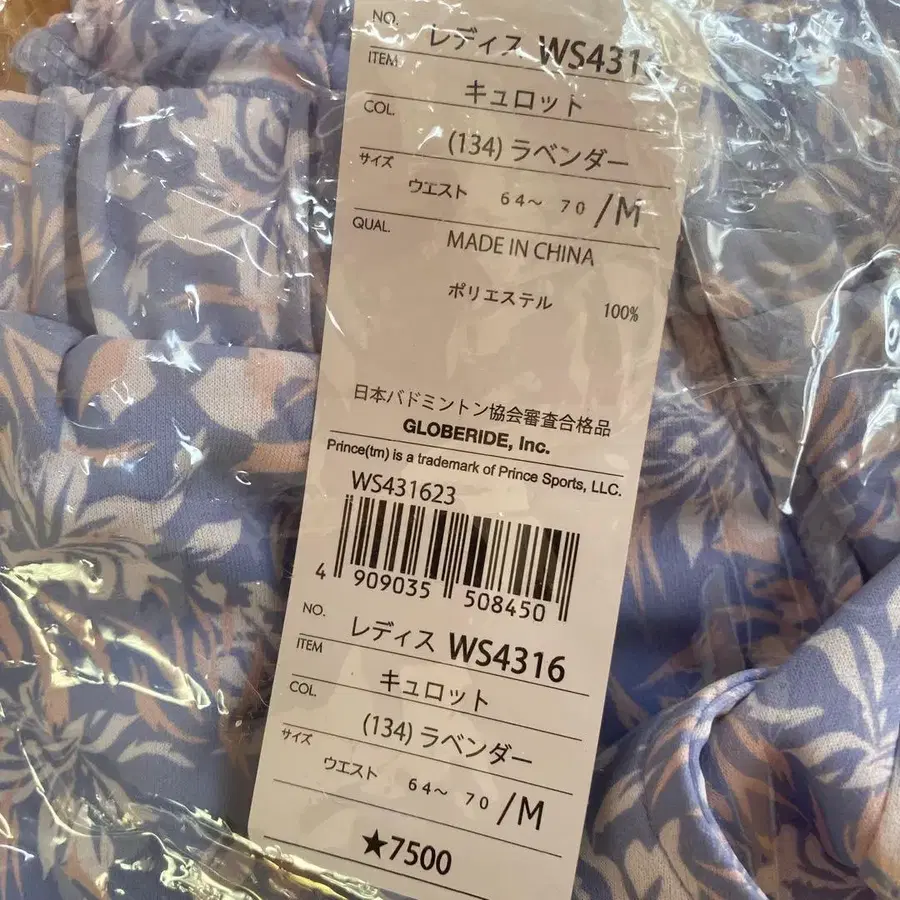 NO.
レディス WS431
ITEM
キュロット
COL.
(134) ラベンダー
サイズ
ウエスト 64〜 70 /M
QUAL.
MADE IN CHINA
ポリエステル 100%
日本バドミントン協会審査合格品
GLOBERIDE, Inc.
Prince(tm) is a trademark of Prince Sports, LLC.
WS431623
4 909035 508450
NO.
レディス WS4316
ITEM
キュロット
COL.
(134) ラベンダー
サイズ
ウエスト 64〜 70 /M
★7500